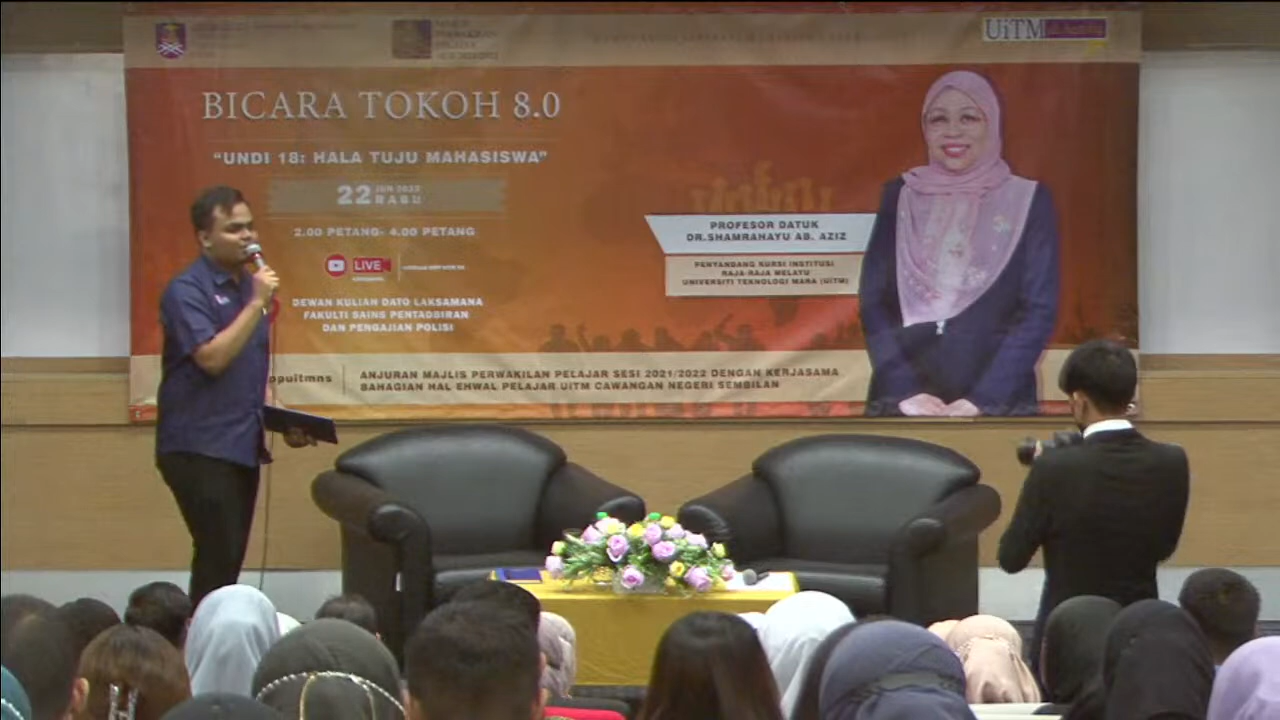 UiTM
BICARA TOKOH 8.0
"UNDI 18: HALA TUJU MAHASISWA"
22 JUN 2022
RABU
2.00 PETANG- 4.00 PETANG
LIVE
DEWAN KULIAH DATO LAKSAMANA
FAKULTI SAINS PENTADBIRAN
DAN PENGAJIAN POLISI
PROFESOR DATUK
DR.SHAMRAHAYU AB. AZIZ
PENYANDANG KURSI INSTITUSI
RAJA-RAJA MELAYU
UNIVERSITI TEKNOLOGI MARA (UiTM)
ppuitmns
ANJURAN MAJLIS PERWAKILAN PELAJAR SESI 2021/2022 DENGAN KERJASAMA
BAHAGIAN HAL EHWAL PELAJAR UITM CAWANGAN NEGERI SEMBILAN